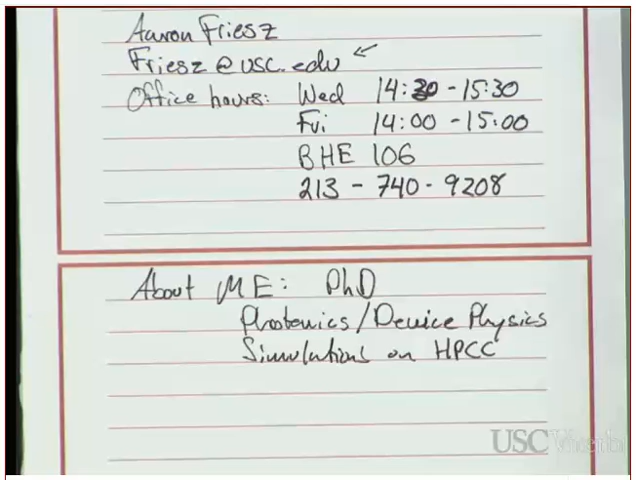 Aaron Friesz
Friesz@usc.edu
Office hours: Wed 14:30 - 15:30
Fri 14:00 - 15:00
BHE 106
213 - 740 - 9208
About ME: PhD
Photonics/Device Physics
Simulations on HPCC
USC Viterbi